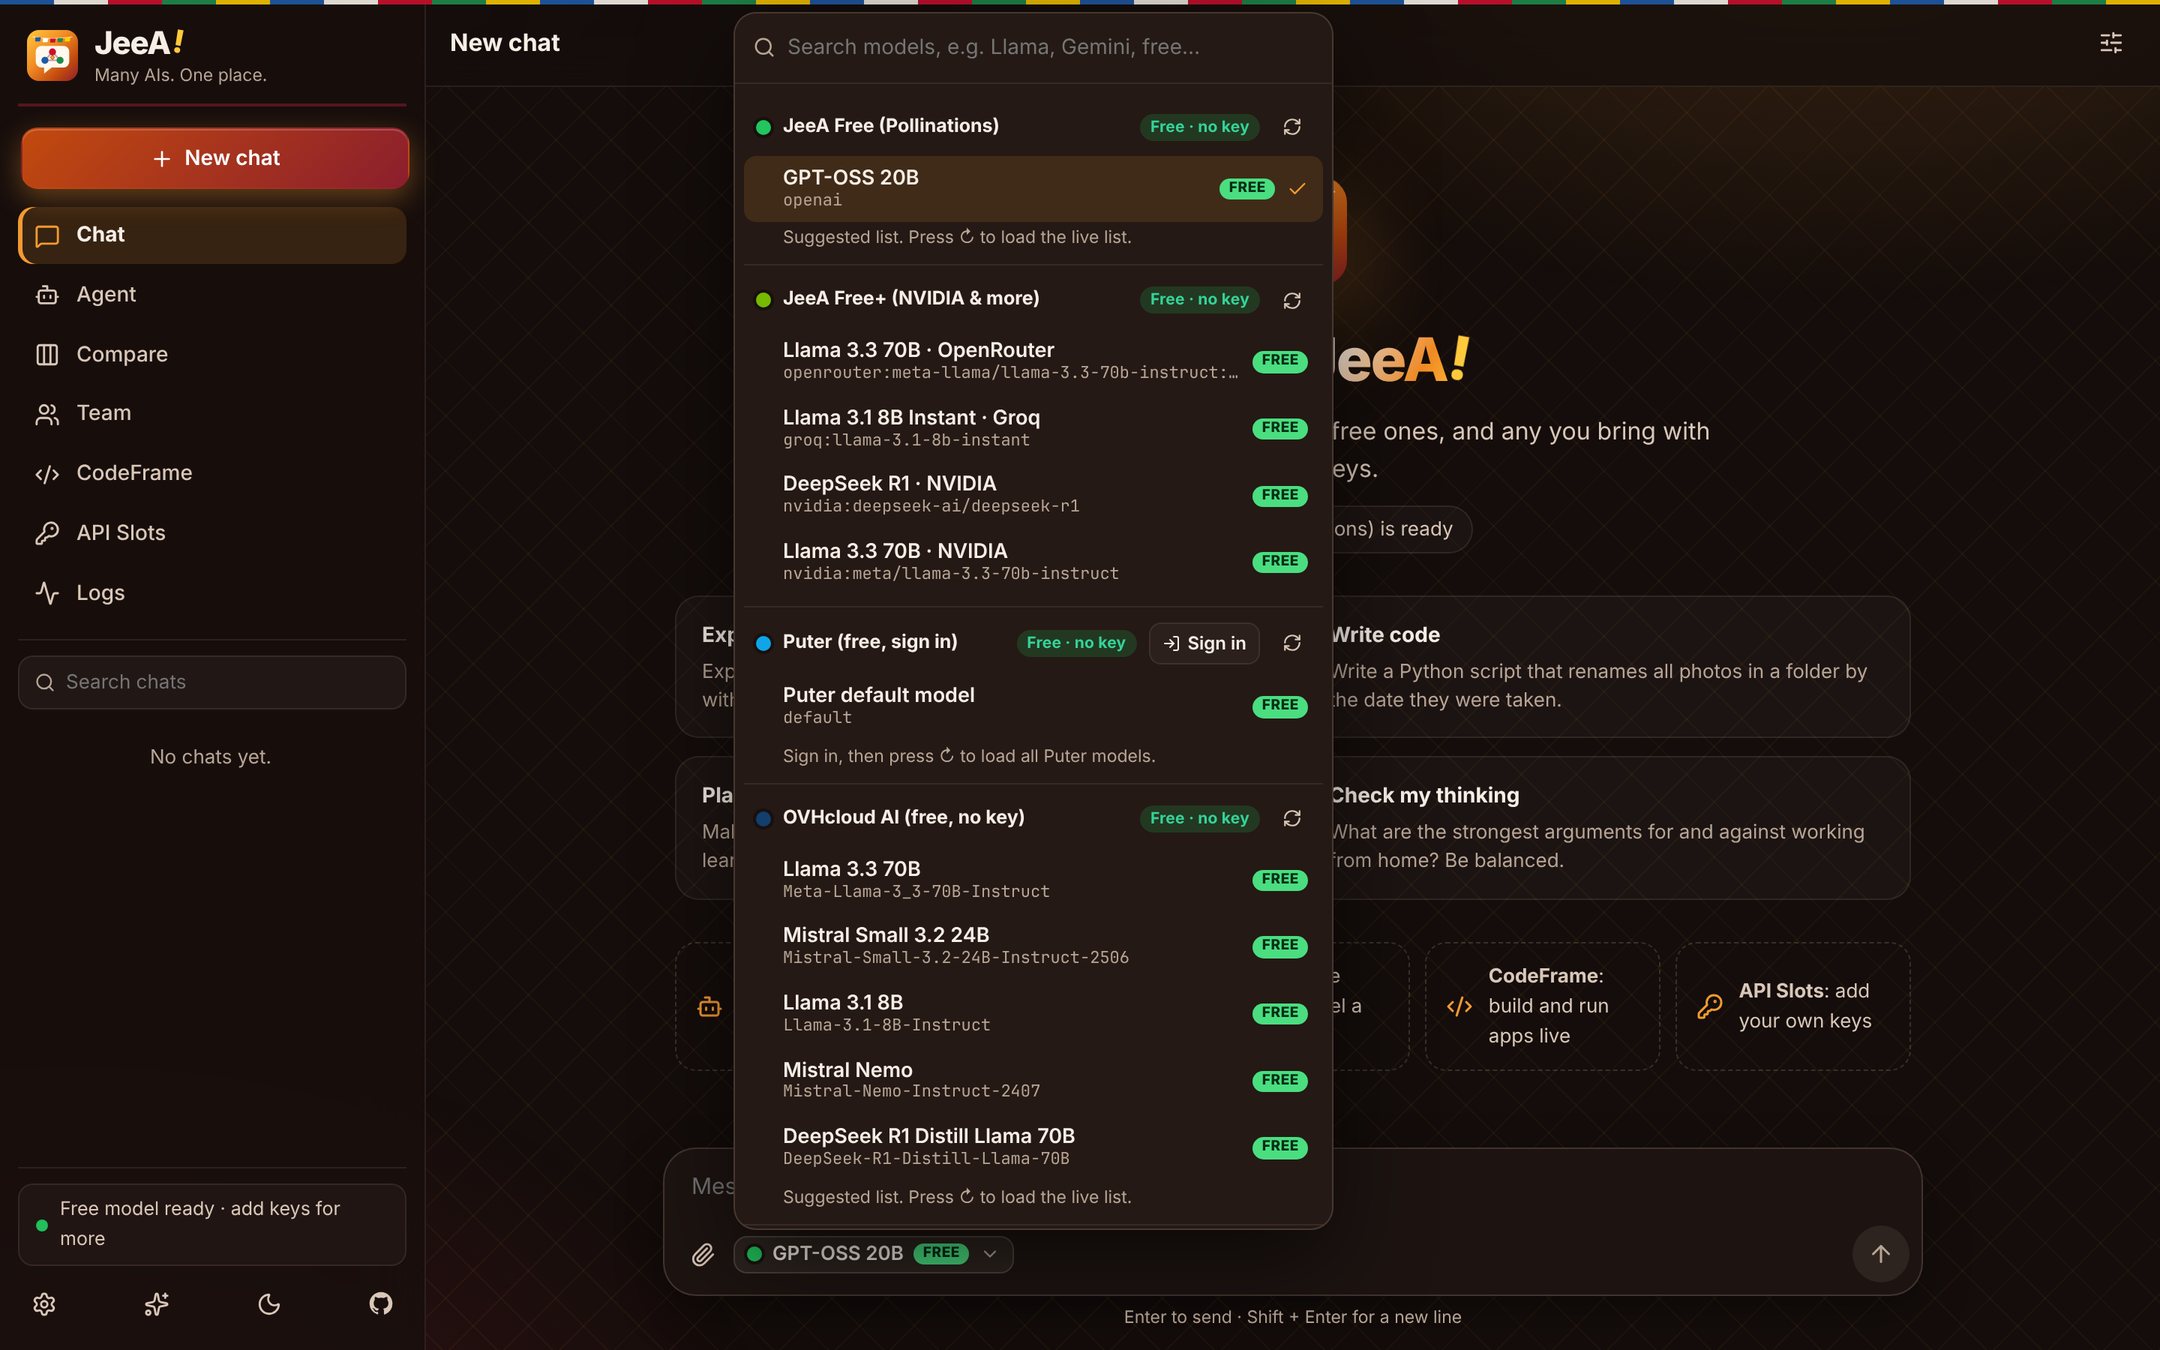 JeeA!
Many AIs. One place.
New chat
Chat
Agent
Compare
Team
CodeFrame
API Slots
Logs
Search chats
No chats yet.
Free model ready · add keys for
more
New chat
Search models, e.g. Llama, Gemini, free...
JeeA Free (Pollinations)
Free · no key
GPT-OSS 20B
openai
FREE
Suggested list. Press ↻ to load the live list.
JeeA Free+ (NVIDIA & more)
Free · no key
Llama 3.3 70B · OpenRouter
openrouter:meta-llama/llama-3.3-70b-instruct:…
FREE
Llama 3.1 8B Instant · Groq
groq:llama-3.1-8b-instant
FREE
DeepSeek R1 · NVIDIA
nvidia:deepseek-ai/deepseek-r1
FREE
Llama 3.3 70B · NVIDIA
nvidia:meta/llama-3.3-70b-instruct
FREE
Puter (free, sign in)
Free · no key
Sign in
Puter default model
default
FREE
Sign in, then press ↻ to load all Puter models.
OVHcloud AI (free, no key)
Free · no key
Llama 3.3 70B
Meta-Llama-3_3-70B-Instruct
FREE
Mistral Small 3.2 24B
Mistral-Small-3.2-24B-Instruct-2506
FREE
Llama 3.1 8B
Llama-3.1-8B-Instruct
FREE
Mistral Nemo
Mistral-Nemo-Instruct-2407
FREE
DeepSeek R1 Distill Llama 70B
DeepSeek-R1-Distill-Llama-70B
FREE
Suggested list. Press ↻ to load the live list.
eeA!
free ones, and any you bring with
eys.
ons) is ready
Write code
Write a Python script that renames all photos in a folder by
the date they were taken.
Check my thinking
What are the strongest arguments for and against working
from home? Be balanced.
CodeFrame:
build and run
apps live
API Slots: add
your own keys
GPT-OSS 20B FREE
Enter to send · Shift + Enter for a new line